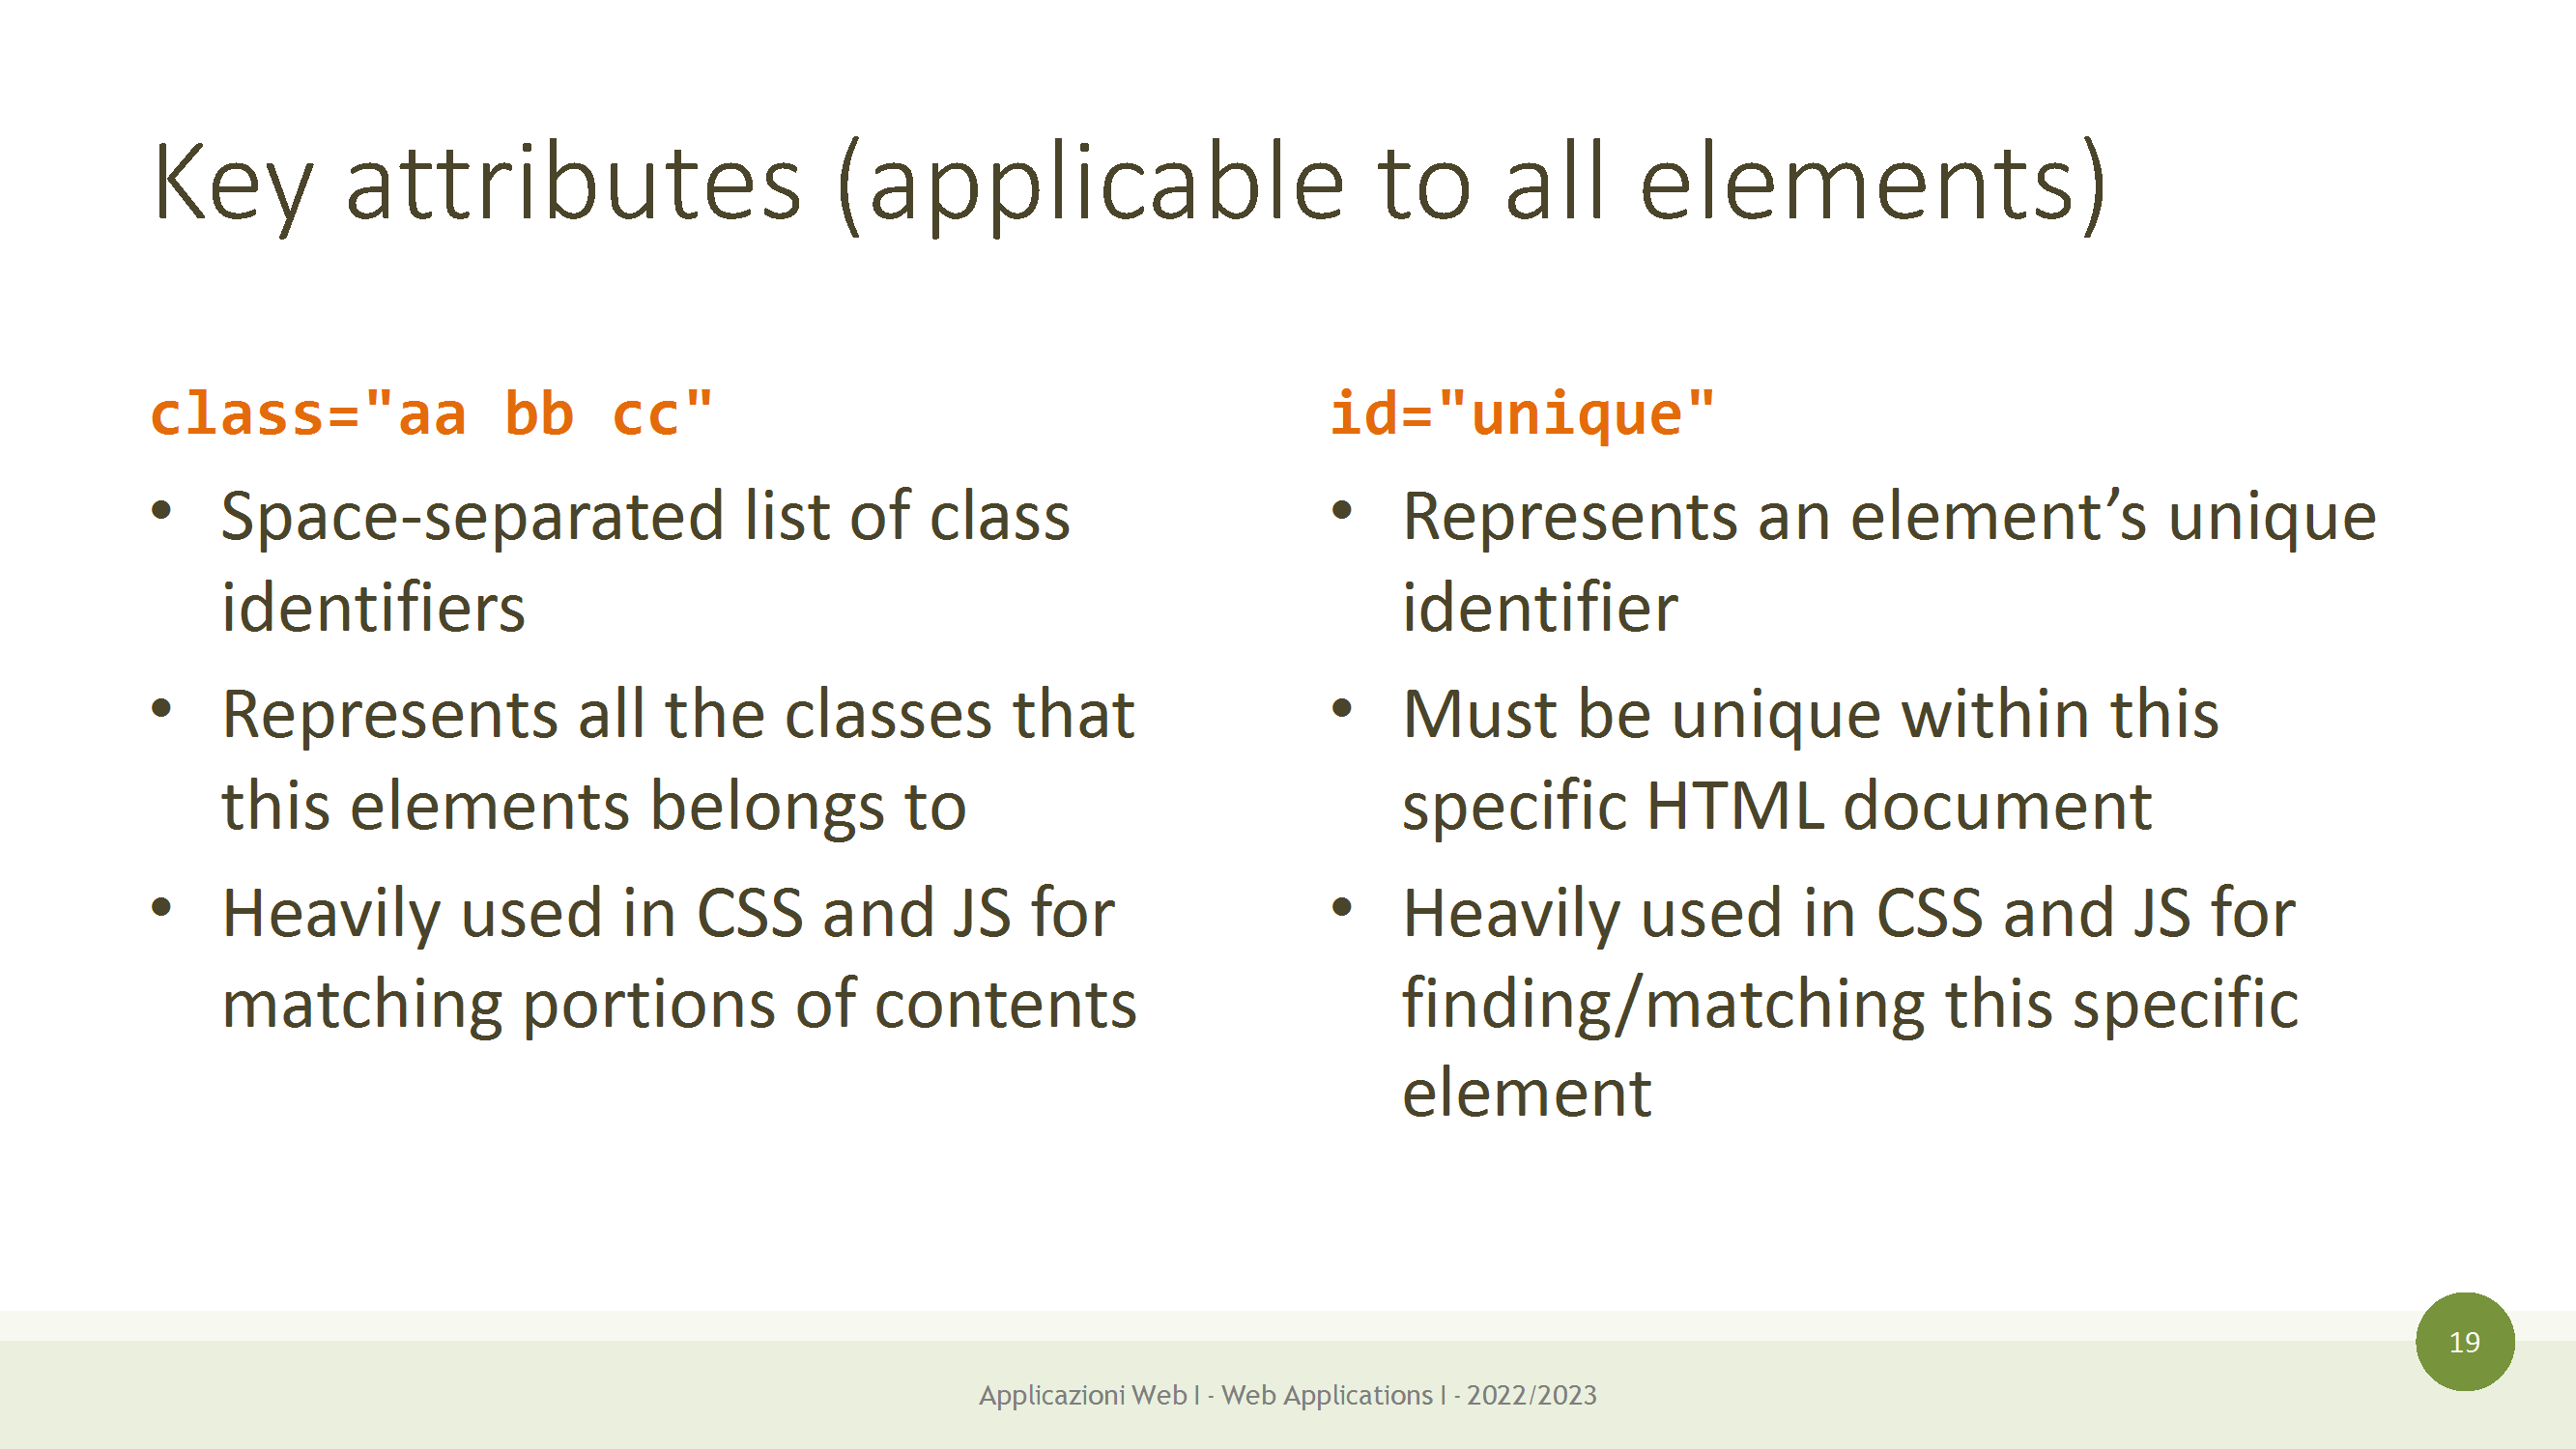 Key attributes (applicable to all elements)
class="aa bb cc"
• Space-separated list of class
identifiers
• Represents all the classes that
this elements belongs to
• Heavily used in CSS and JS for
matching portions of contents
id="unique"
• Represents an element’s unique
identifier
• Must be unique within this
specific HTML document
• Heavily used in CSS and JS for
finding/matching this specific
element
19
Applicazioni Web I - Web Applications I - 2022/2023